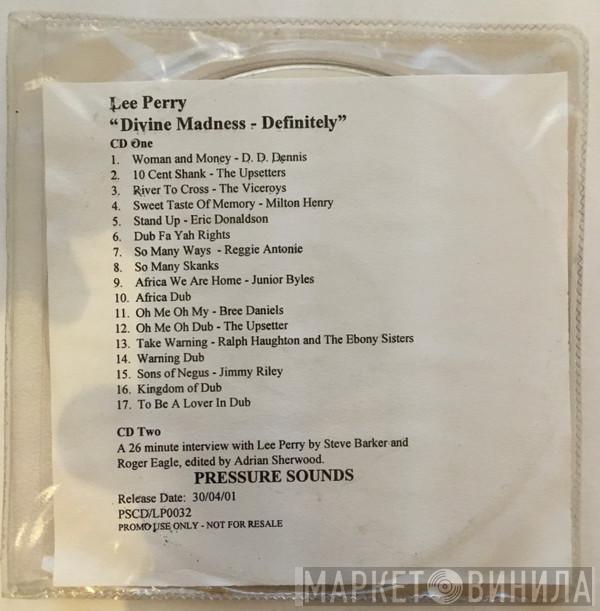 Lee Perry
“Divine Madness - Definitely”
CD One
1. Woman and Money - D. D. Dennis
2. 10 Cent Shank - The Upsetters
3. River To Cross - The Viceroys
4. Sweet Taste Of Memory - Milton Henry
5. Stand Up - Eric Donaldson
6. Dub Fa Yah Rights
7. So Many Ways - Reggie Antonie
8. So Many Skanks
9. Africa We Are Home - Junior Byles
10. Africa Dub
11. Oh Me Oh My - Bree Daniels
12. Oh Me Oh Dub - The Upsetter
13. Take Warning - Ralph Haughton and The Ebony Sisters
14. Warning Dub
15. Sons of Negus - Jimmy Riley
16. Kingdom of Dub
17. To Be A Lover In Dub
CD Two
A 26 minute interview with Lee Perry by Steve Barker and
Roger Eagle, edited by Adrian Sherwood.
PRESSURE SOUNDS
Release Date: 30/04/01
PSCD/LP0032
PROMO USE ONLY - NOT FOR RESALE
МАРКЕТ ВИНИЛА